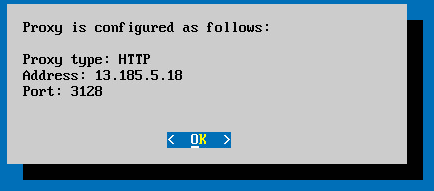 Proxy is configured as follows:
Proxy type: HTTP
Address: 13.185.5.18
Port: 3128
< OK >